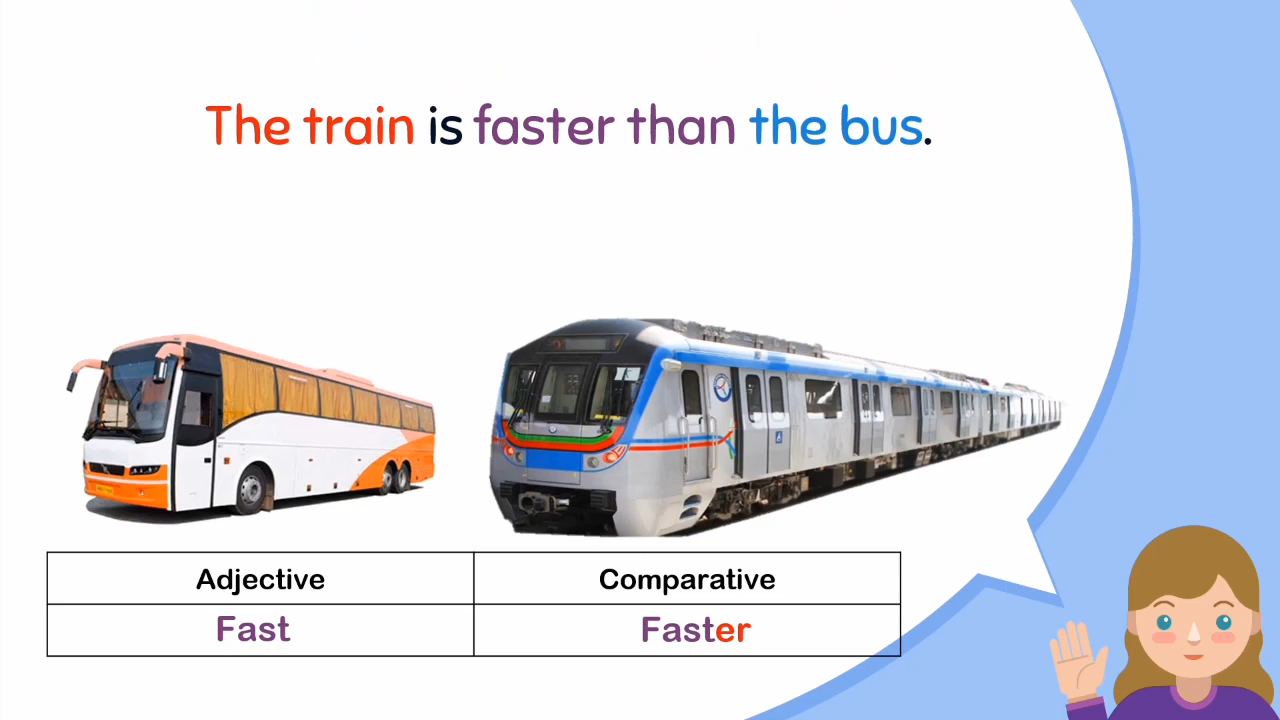 The train is faster than the bus.
Adjective Comparative
Fast Faster